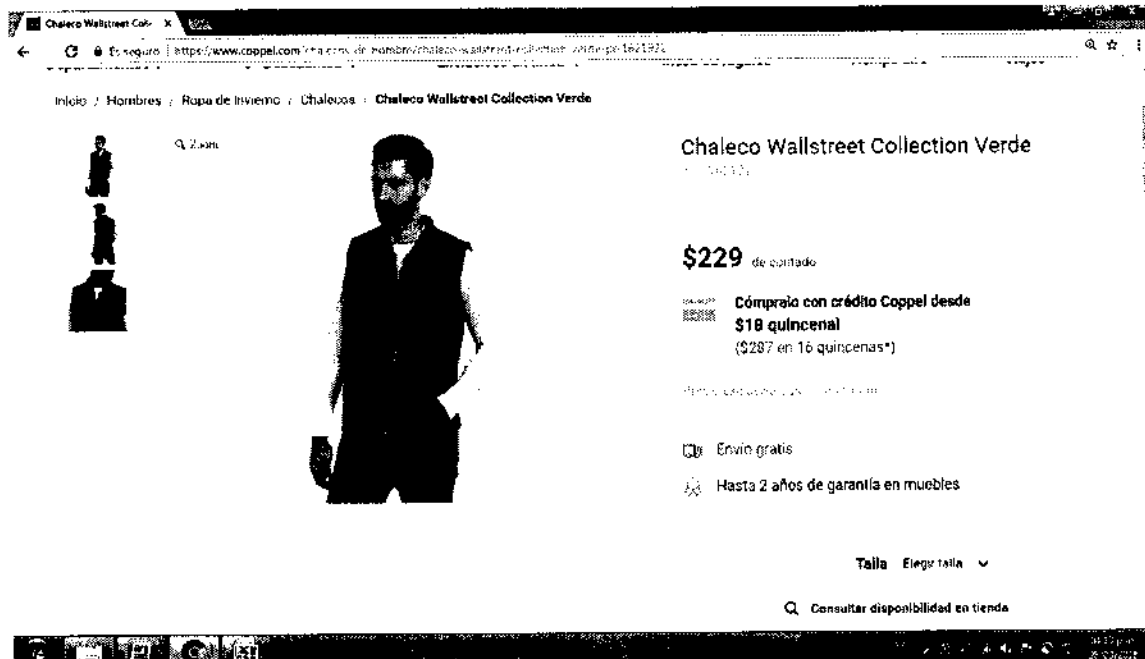 Chaleco Wallstreet Col
Es seguro | https://www.coppel.com
Inicio / Hombres / Ropa de Invierno / Chalecos / Chaleco Wallstreet Collection Verde
Zoom
Chaleco Wallstreet Collection Verde
$229 de contado
Cómpralo con crédito Coppel desde
$18 quincenal
($287 en 16 quincenas*)
Envío gratis
Hasta 2 años de garantía en muebles
Talla Elegir talla
Consultar disponibilidad en tienda